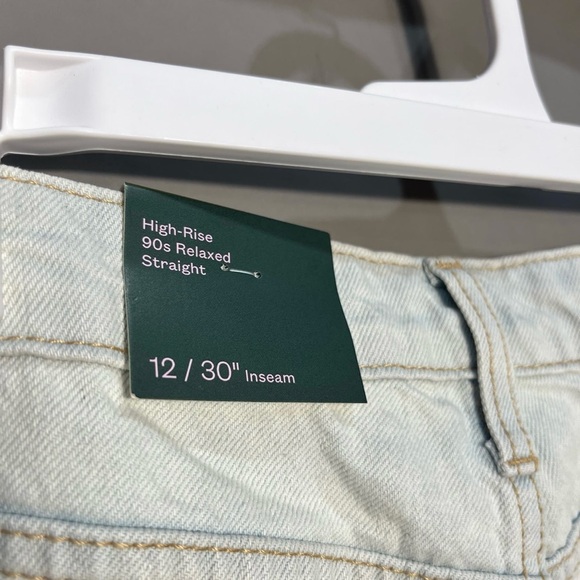 High-Rise
90s Relaxed
Straight
12 / 30" Inseam